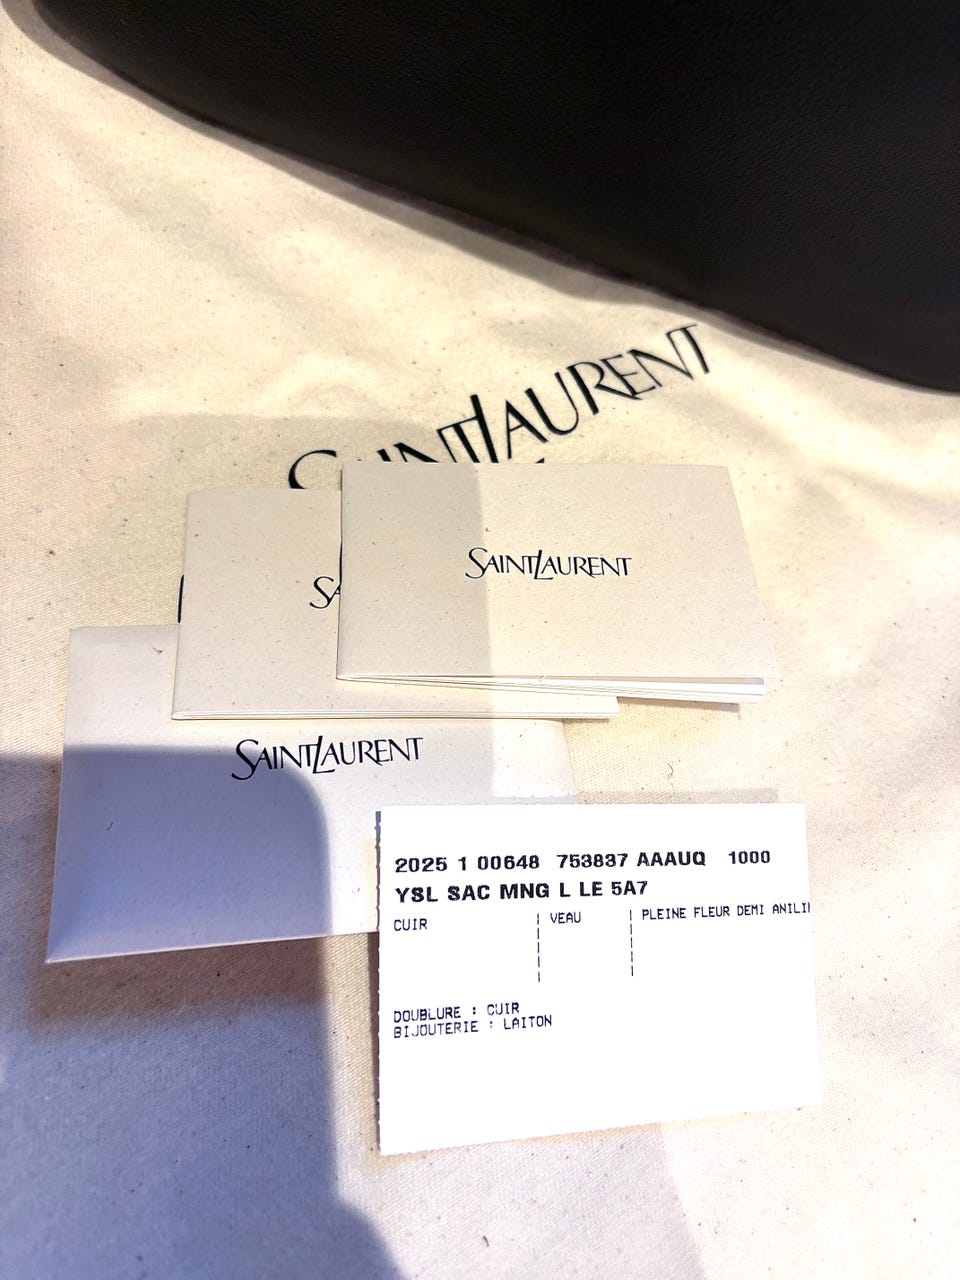 SAINT LAURENT
SAINT LAURENT
SAINT LAURENT
2025 1 00648 753837 AAAUQ 1000
YSL SAC MNG L LE 5A7
CUIR | VEAU | PLEINE FLEUR DEMI
DOUBLURE : CUIR
BIJOUTERIE : LAITON